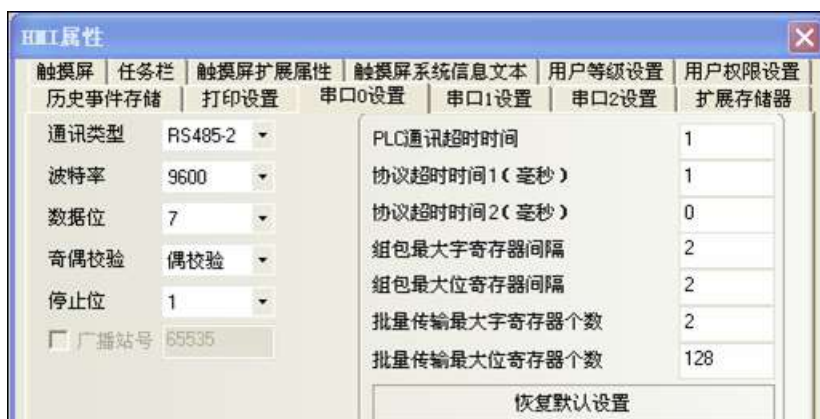 HMI属性
触摸屏 任务栏 触摸屏扩展属性 触摸屏系统信息文本 用户等级设置 用户权限设置
历史事件存储 打印设置 串口0设置 串口1设置 串口2设置 扩展存储器
通讯类型 RS485-2
波特率 9600
数据位 7
奇偶校验 偶校验
停止位 1
广播站号 65535
PLC通讯超时时间 1
协议超时时间1(毫秒) 1
协议超时时间2(毫秒) 0
组包最大字寄存器间隔 2
组包最大位寄存器间隔 2
批量传输最大字寄存器个数 2
批量传输最大位寄存器个数 128
恢复默认设置